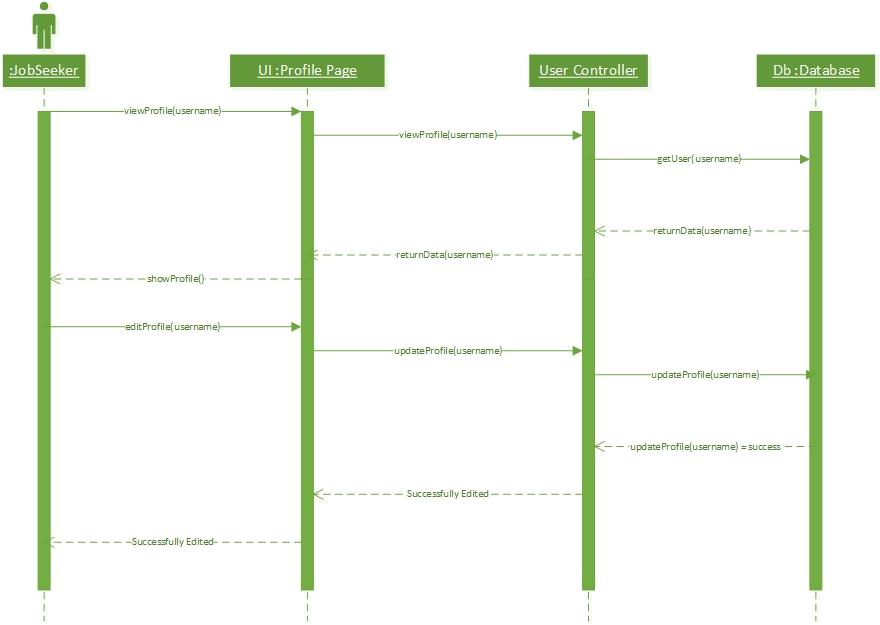 :JobSeeker
UI :Profile Page
User Controller
Db :Database
viewProfile(username)
viewProfile(username)
getUser(username)
returnData(username)
returnData(username)
showProfile()
editProfile(username)
updateProfile(username)
updateProfile(username)
updateProfile(username) = success
Successfully Edited
Successfully Edited